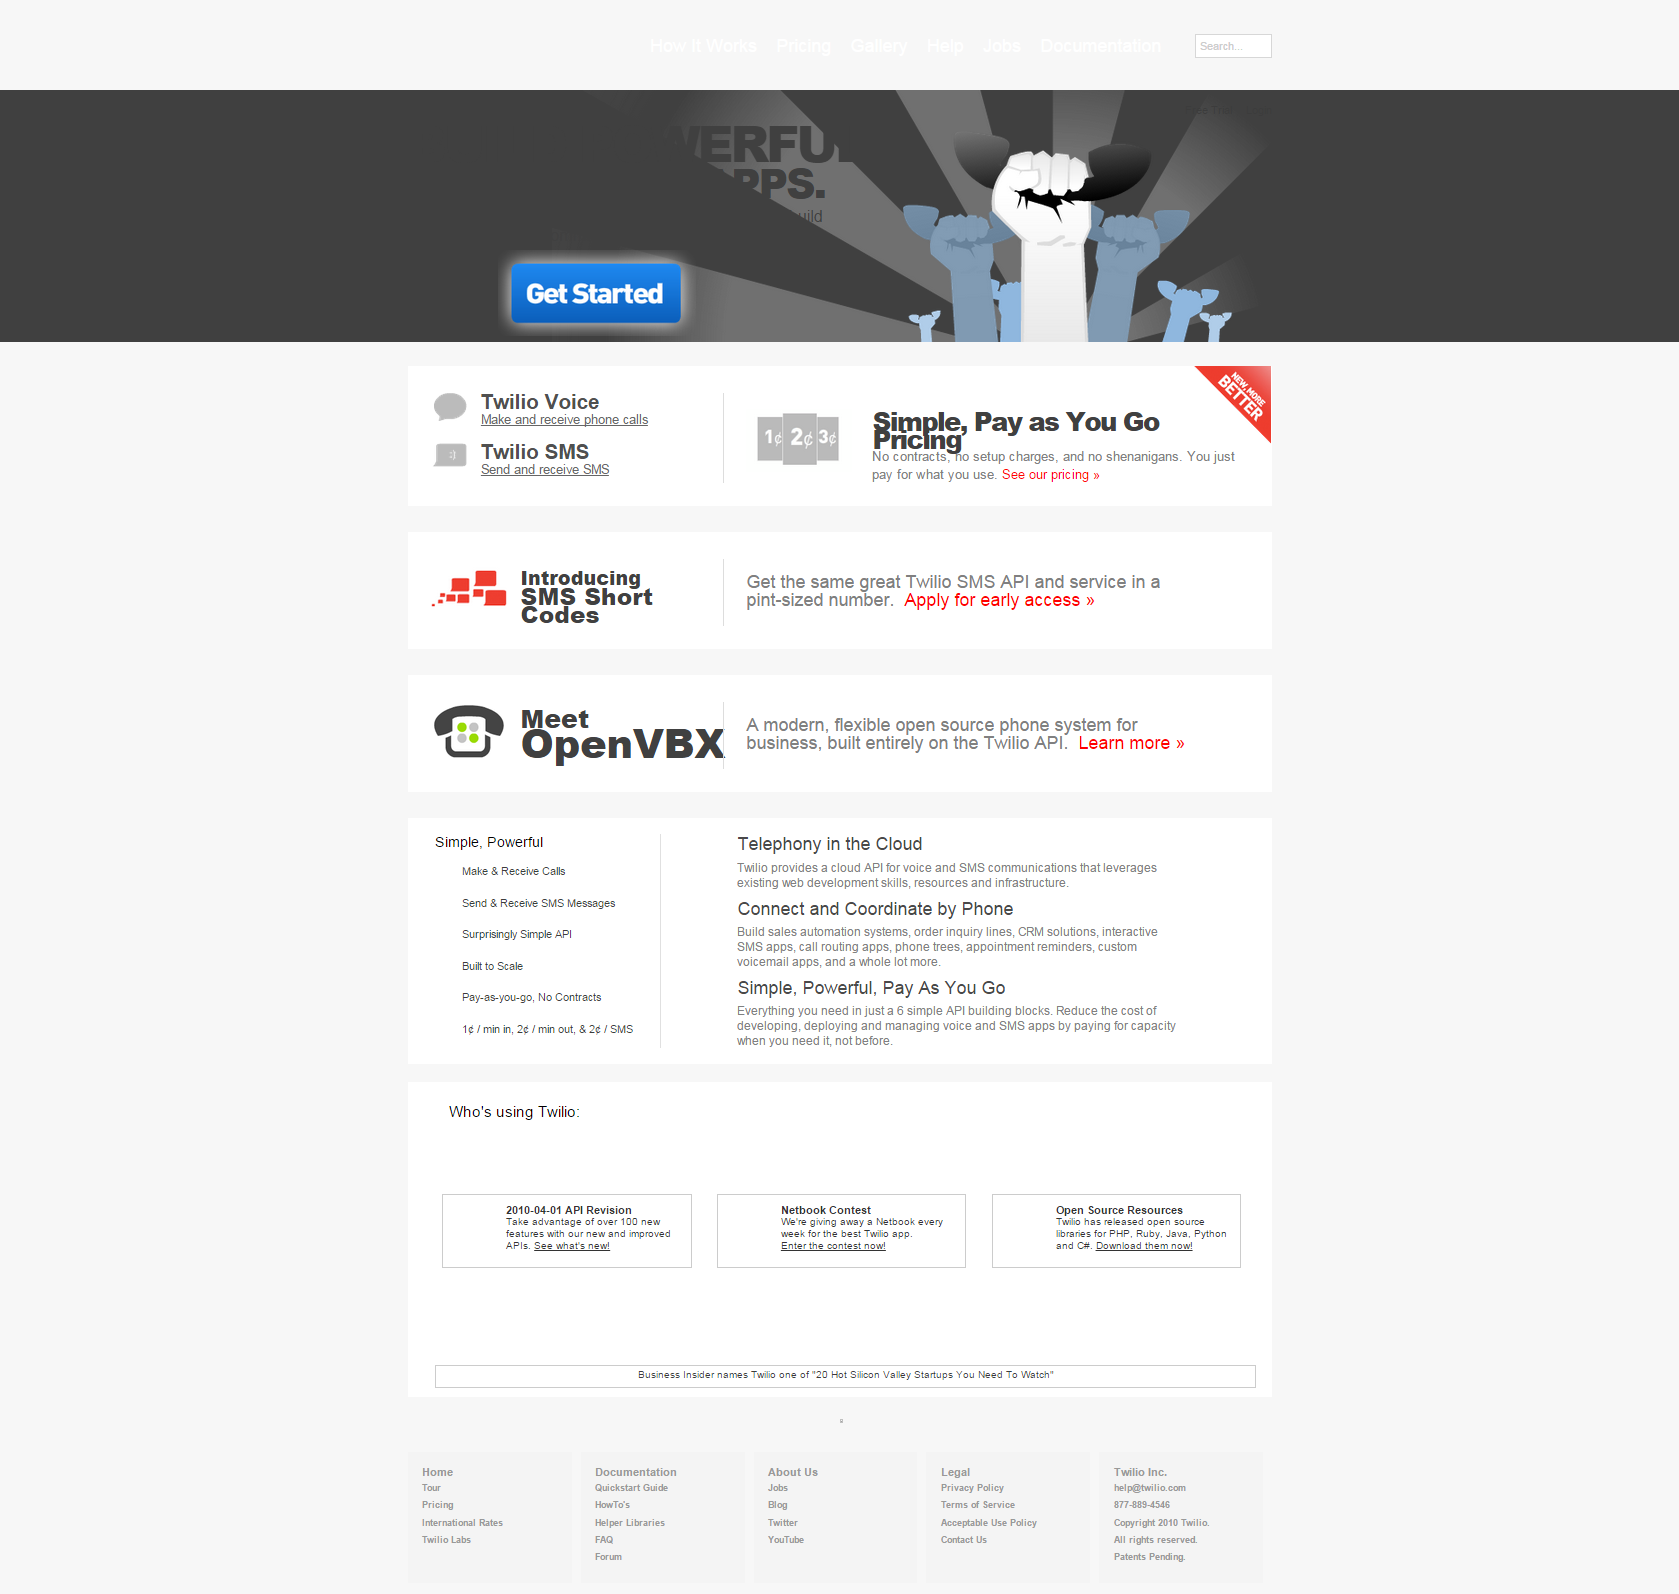 How It Works Pricing Gallery Help Jobs Documentation
Search...
WERFUL
APPS.
build
Get Started
Twilio Voice
Make and receive phone calls
Twilio SMS
Send and receive SMS
:)
1¢ 2¢ 3¢
Simple, Pay as You Go
Pricing
No contracts, no setup charges, and no shenanigans. You just
pay for what you use. See our pricing »
NEW, MORE
BETTER
Introducing
SMS Short
Codes
Get the same great Twilio SMS API and service in a
pint-sized number. Apply for early access »
Meet
OpenVBX
A modern, flexible open source phone system for
business, built entirely on the Twilio API. Learn more »
Simple, Powerful
Make & Receive Calls
Send & Receive SMS Messages
Surprisingly Simple API
Built to Scale
Pay-as-you-go, No Contracts
1¢ / min in, 2¢ / min out, & 2¢ / SMS
Telephony in the Cloud
Twilio provides a cloud API for voice and SMS communications that leverages
existing web development skills, resources and infrastructure.
Connect and Coordinate by Phone
Build sales automation systems, order inquiry lines, CRM solutions, interactive
SMS apps, call routing apps, phone trees, appointment reminders, custom
voicemail apps, and a whole lot more.
Simple, Powerful, Pay As You Go
Everything you need in just a 6 simple API building blocks. Reduce the cost of
developing, deploying and managing voice and SMS apps by paying for capacity
when you need it, not before.
Who's using Twilio:
2010-04-01 API Revision
Take advantage of over 100 new
features with our new and improved
APIs. See what's new!
Netbook Contest
We're giving away a Netbook every
week for the best Twilio app.
Enter the contest now!
Open Source Resources
Twilio has released open source
libraries for PHP, Ruby, Java, Python
and C#. Download them now!
Business Insider names Twilio one of "20 Hot Silicon Valley Startups You Need To Watch"
Home
Tour
Pricing
International Rates
Twilio Labs
Documentation
Quickstart Guide
HowTo's
Helper Libraries
FAQ
Forum
About Us
Jobs
Blog
Twitter
YouTube
Legal
Privacy Policy
Terms of Service
Acceptable Use Policy
Contact Us
Twilio Inc.
help@twilio.com
877-889-4546
Copyright 2010 Twilio.
All rights reserved.
Patents Pending.